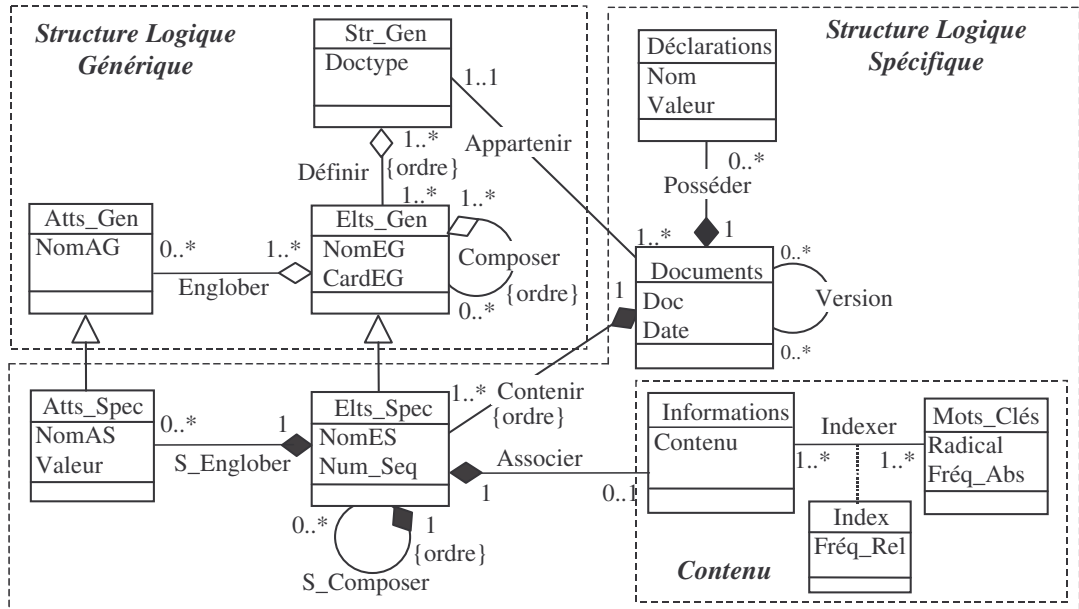 Structure Logique
Générique
Str_Gen
Doctype
1..1
1..*
{ordre}
Définir
1..*
Appartenir
Atts_Gen
NomAG
0..*
1..*
Englober
Elts_Gen
NomEG
CardEG
1..*
Composer
{ordre}
0..*
Structure Logique
Spécifique
Déclarations
Nom
Valeur
0..*
Posséder
1
1..*
Documents
Doc
Date
0..*
Version
0..*
1
Contenir
{ordre}
1..*
Atts_Spec
NomAS
Valeur
0..*
1
S_Englober
Elts_Spec
NomES
Num_Seq
0..*
1
{ordre}
S_Composer
Associer
1
0..1
Informations
Contenu
Indexer
1..*
1..*
Mots_Clés
Radical
Fréq_Abs
Index
Fréq_Rel
Contenu